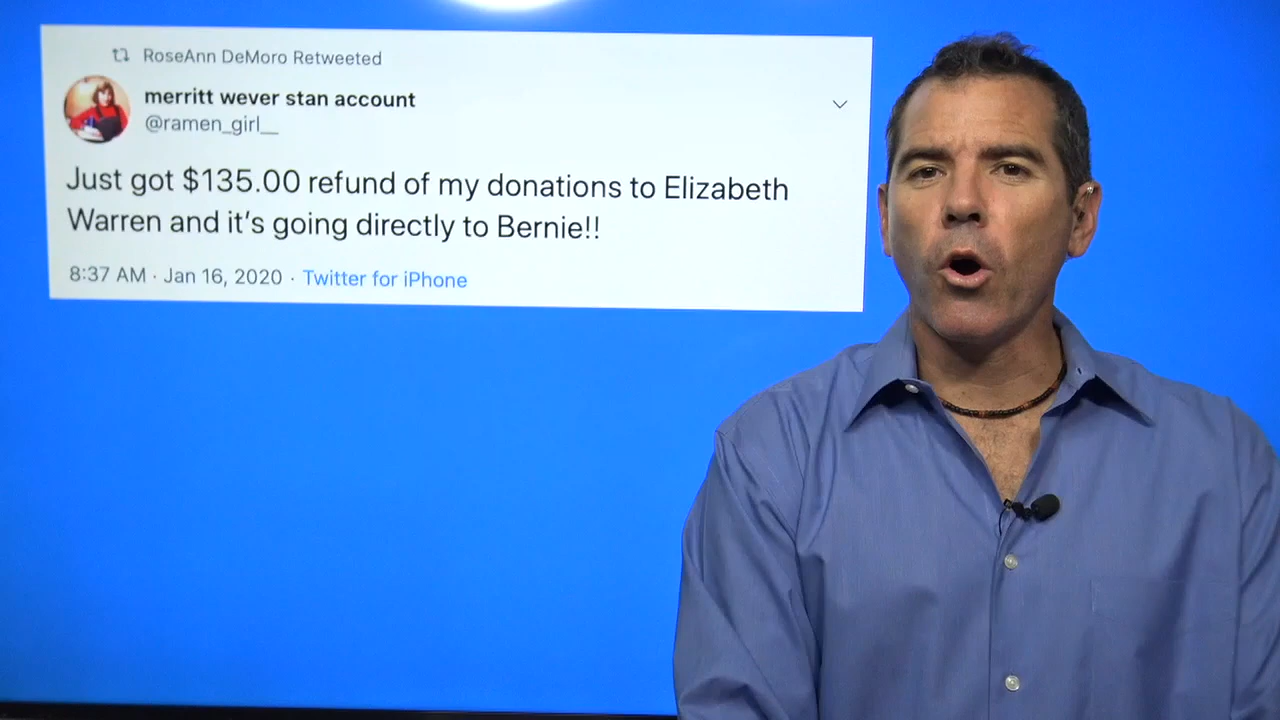 RoseAnn DeMoro Retweeted
merritt wever stan account
@ramen_girl__
Just got $135.00 refund of my donations to Elizabeth
Warren and it's going directly to Bernie!!
8:37 AM · Jan 16, 2020 · Twitter for iPhone